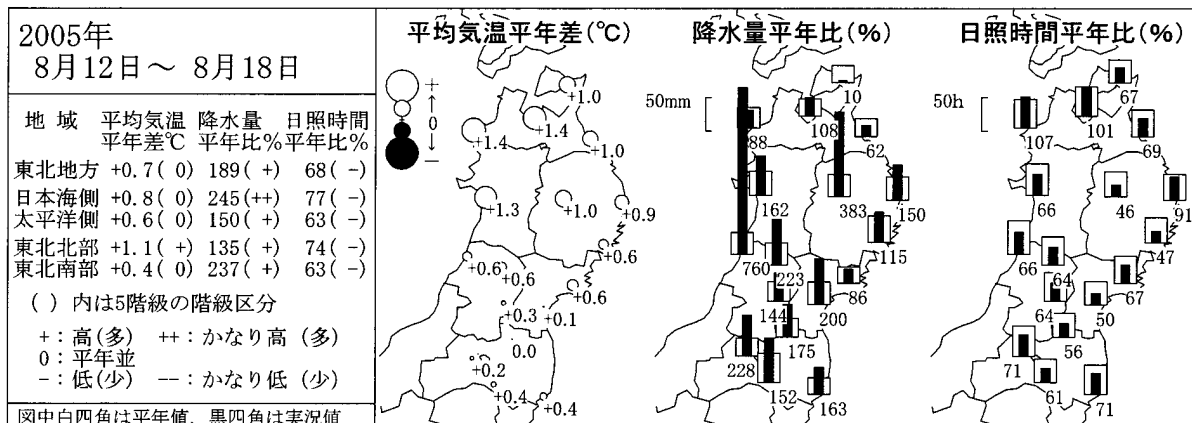 2005年
8月12日～ 8月18日
地 域 平均気温 降水量 日照時間
平年差℃ 平年比% 平年比%
東北地方 +0.7( 0) 189( +) 68( -)
日本海側 +0.8( 0) 245(++) 77( -)
太平洋側 +0.6( 0) 150( +) 63( -)
東北北部 +1.1( +) 135( +) 74( -)
東北南部 +0.4( 0) 237( +) 63( -)
( ) 内は5階級の階級区分
+：高(多) ++：かなり高 (多)
0：平年並
-：低(少) --：かなり低 (少)
図中白四角は平年値，黒四角は実況値
平均気温平年差(℃)
+
↑
0
↓
-
+1.0
+1.4
+1.4
+1.0
+1.3
+1.0
+0.9
+0.6
+0.6
+0.6
+0.6
+0.3
+0.1
0.0
+0.2
+0.4
+0.4
降水量平年比(%)
50mm
10
108
88
62
162
383
150
115
760
223
86
144
200
175
228
152
163
日照時間平年比(%)
50h
67
101
107
69
66
46
91
47
66
64
67
64
50
56
71
61
71